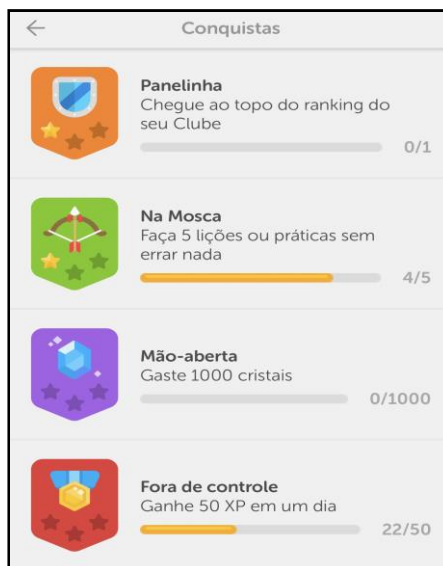 Conquistas
Panelinha
Chegue ao topo do ranking do
seu Clube
0/1
Na Mosca
Faça 5 lições ou práticas sem
errar nada
4/5
Mão-aberta
Gaste 1000 cristais
0/1000
Fora de controle
Ganhe 50 XP em um dia
22/50